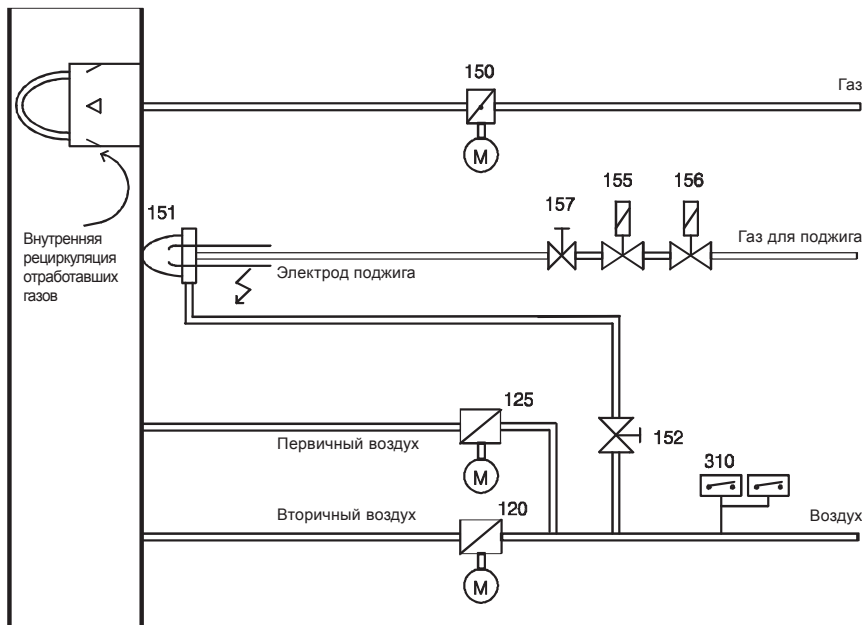 150
Газ
M
151
157
155
156
Газ для поджига
Внутренняя
рециркуляция
отработавших
газов
Электрод поджига
125
152
310
Первичный воздух
M
Вторичный воздух
120
Воздух
M